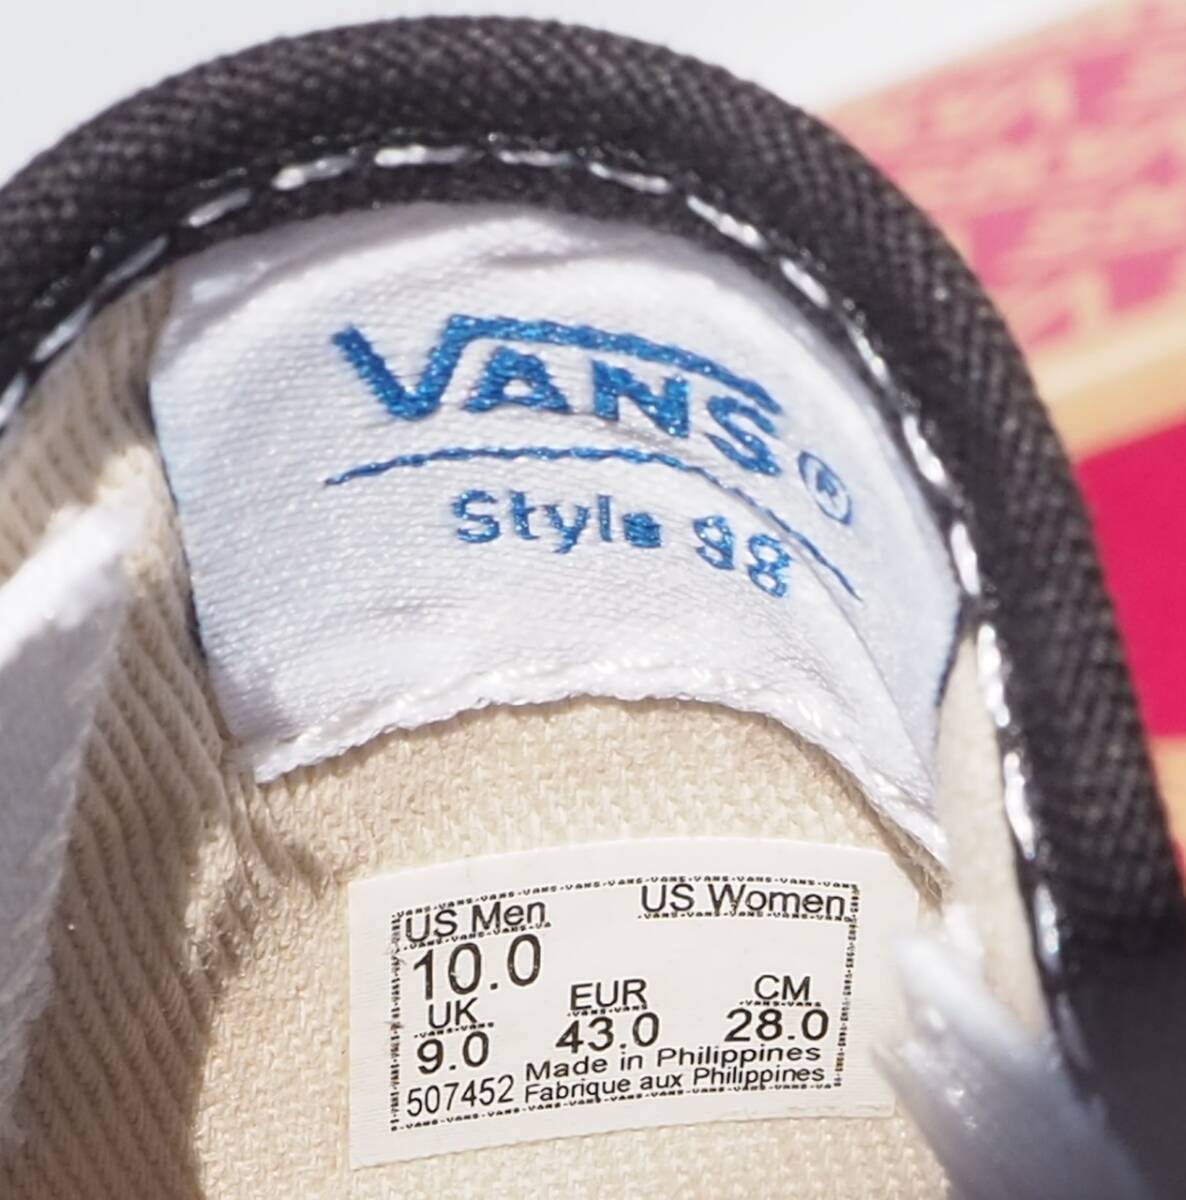 VANS®
Style 98
US Men US Women
10.0
UK EUR CM
9.0 43.0 28.0
Made in Philippines
507452 Fabrique aux Philippines